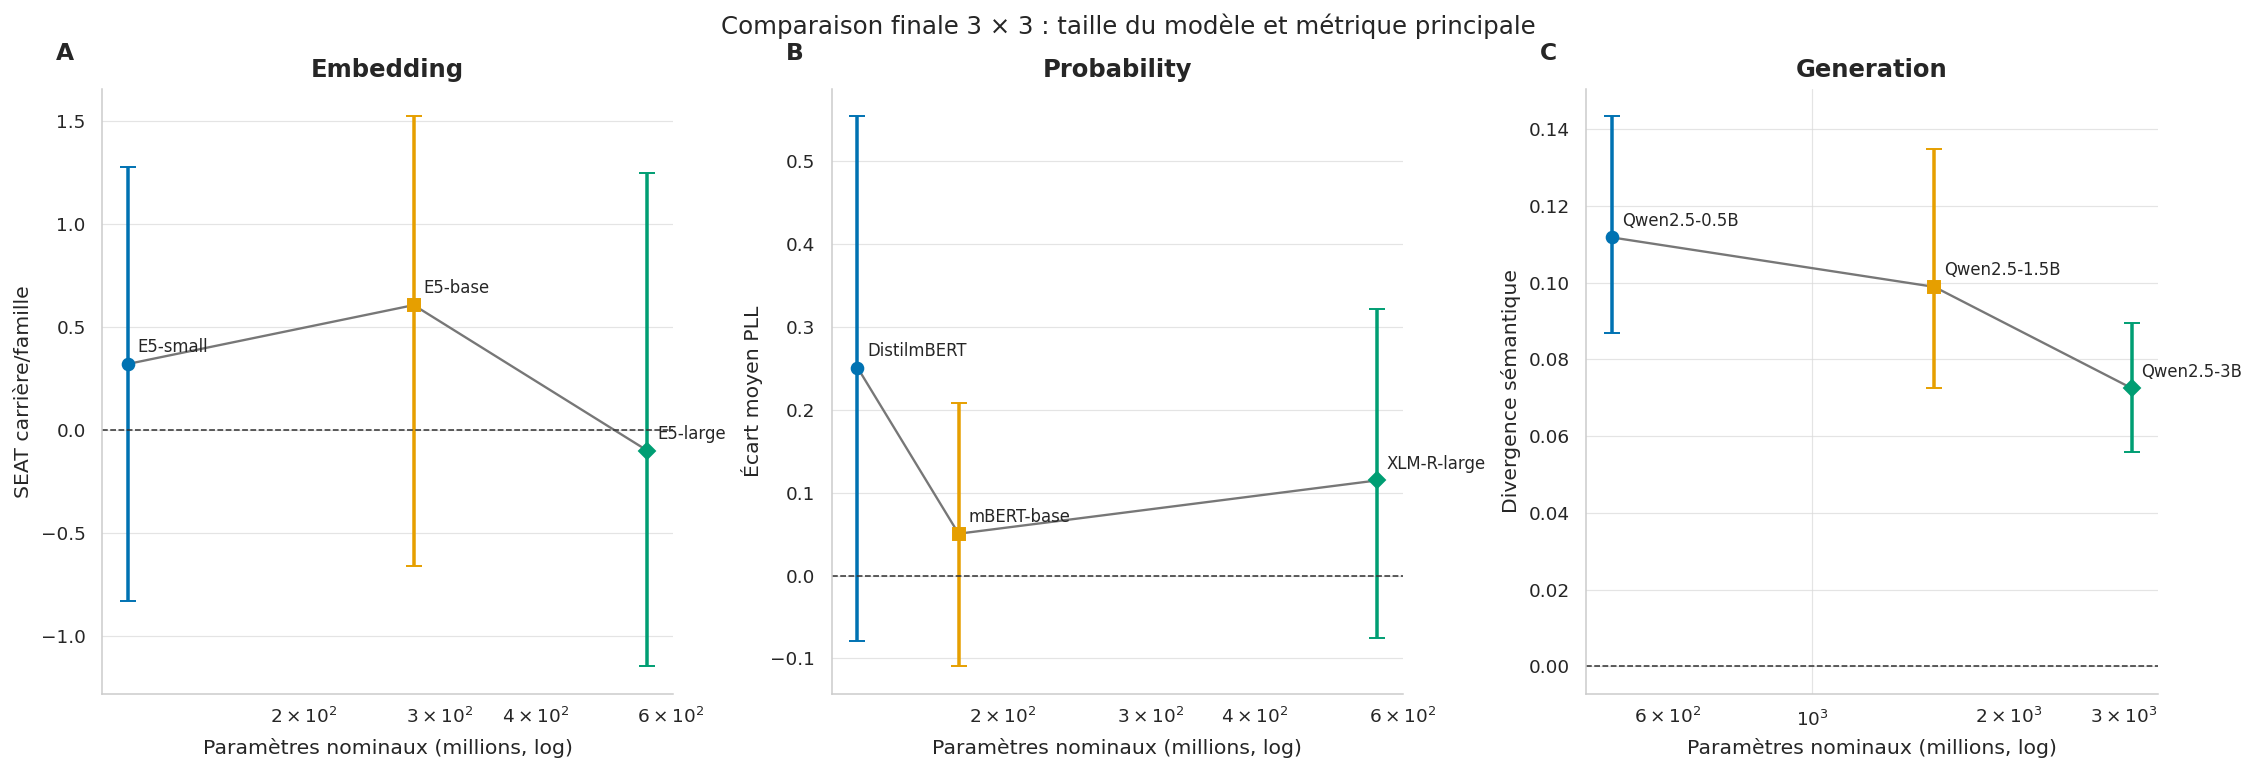 Comparaison finale 3 × 3 : taille du modèle et métrique principale
A
Embedding
SEAT carrière/famille
1.5
1.0
0.5
0.0
−0.5
−1.0
E5-small
E5-base
E5-large
2 × 10²
3 × 10²
4 × 10²
6 × 10²
Paramètres nominaux (millions, log)
B
Probability
Écart moyen PLL
0.5
0.4
0.3
0.2
0.1
0.0
−0.1
DistilmBERT
mBERT-base
XLM-R-large
2 × 10²
3 × 10²
4 × 10²
6 × 10²
Paramètres nominaux (millions, log)
C
Generation
Divergence sémantique
0.14
0.12
0.10
0.08
0.06
0.04
0.02
0.00
Qwen2.5-0.5B
Qwen2.5-1.5B
Qwen2.5-3B
6 × 10²
10³
2 × 10³
3 × 10³
Paramètres nominaux (millions, log)